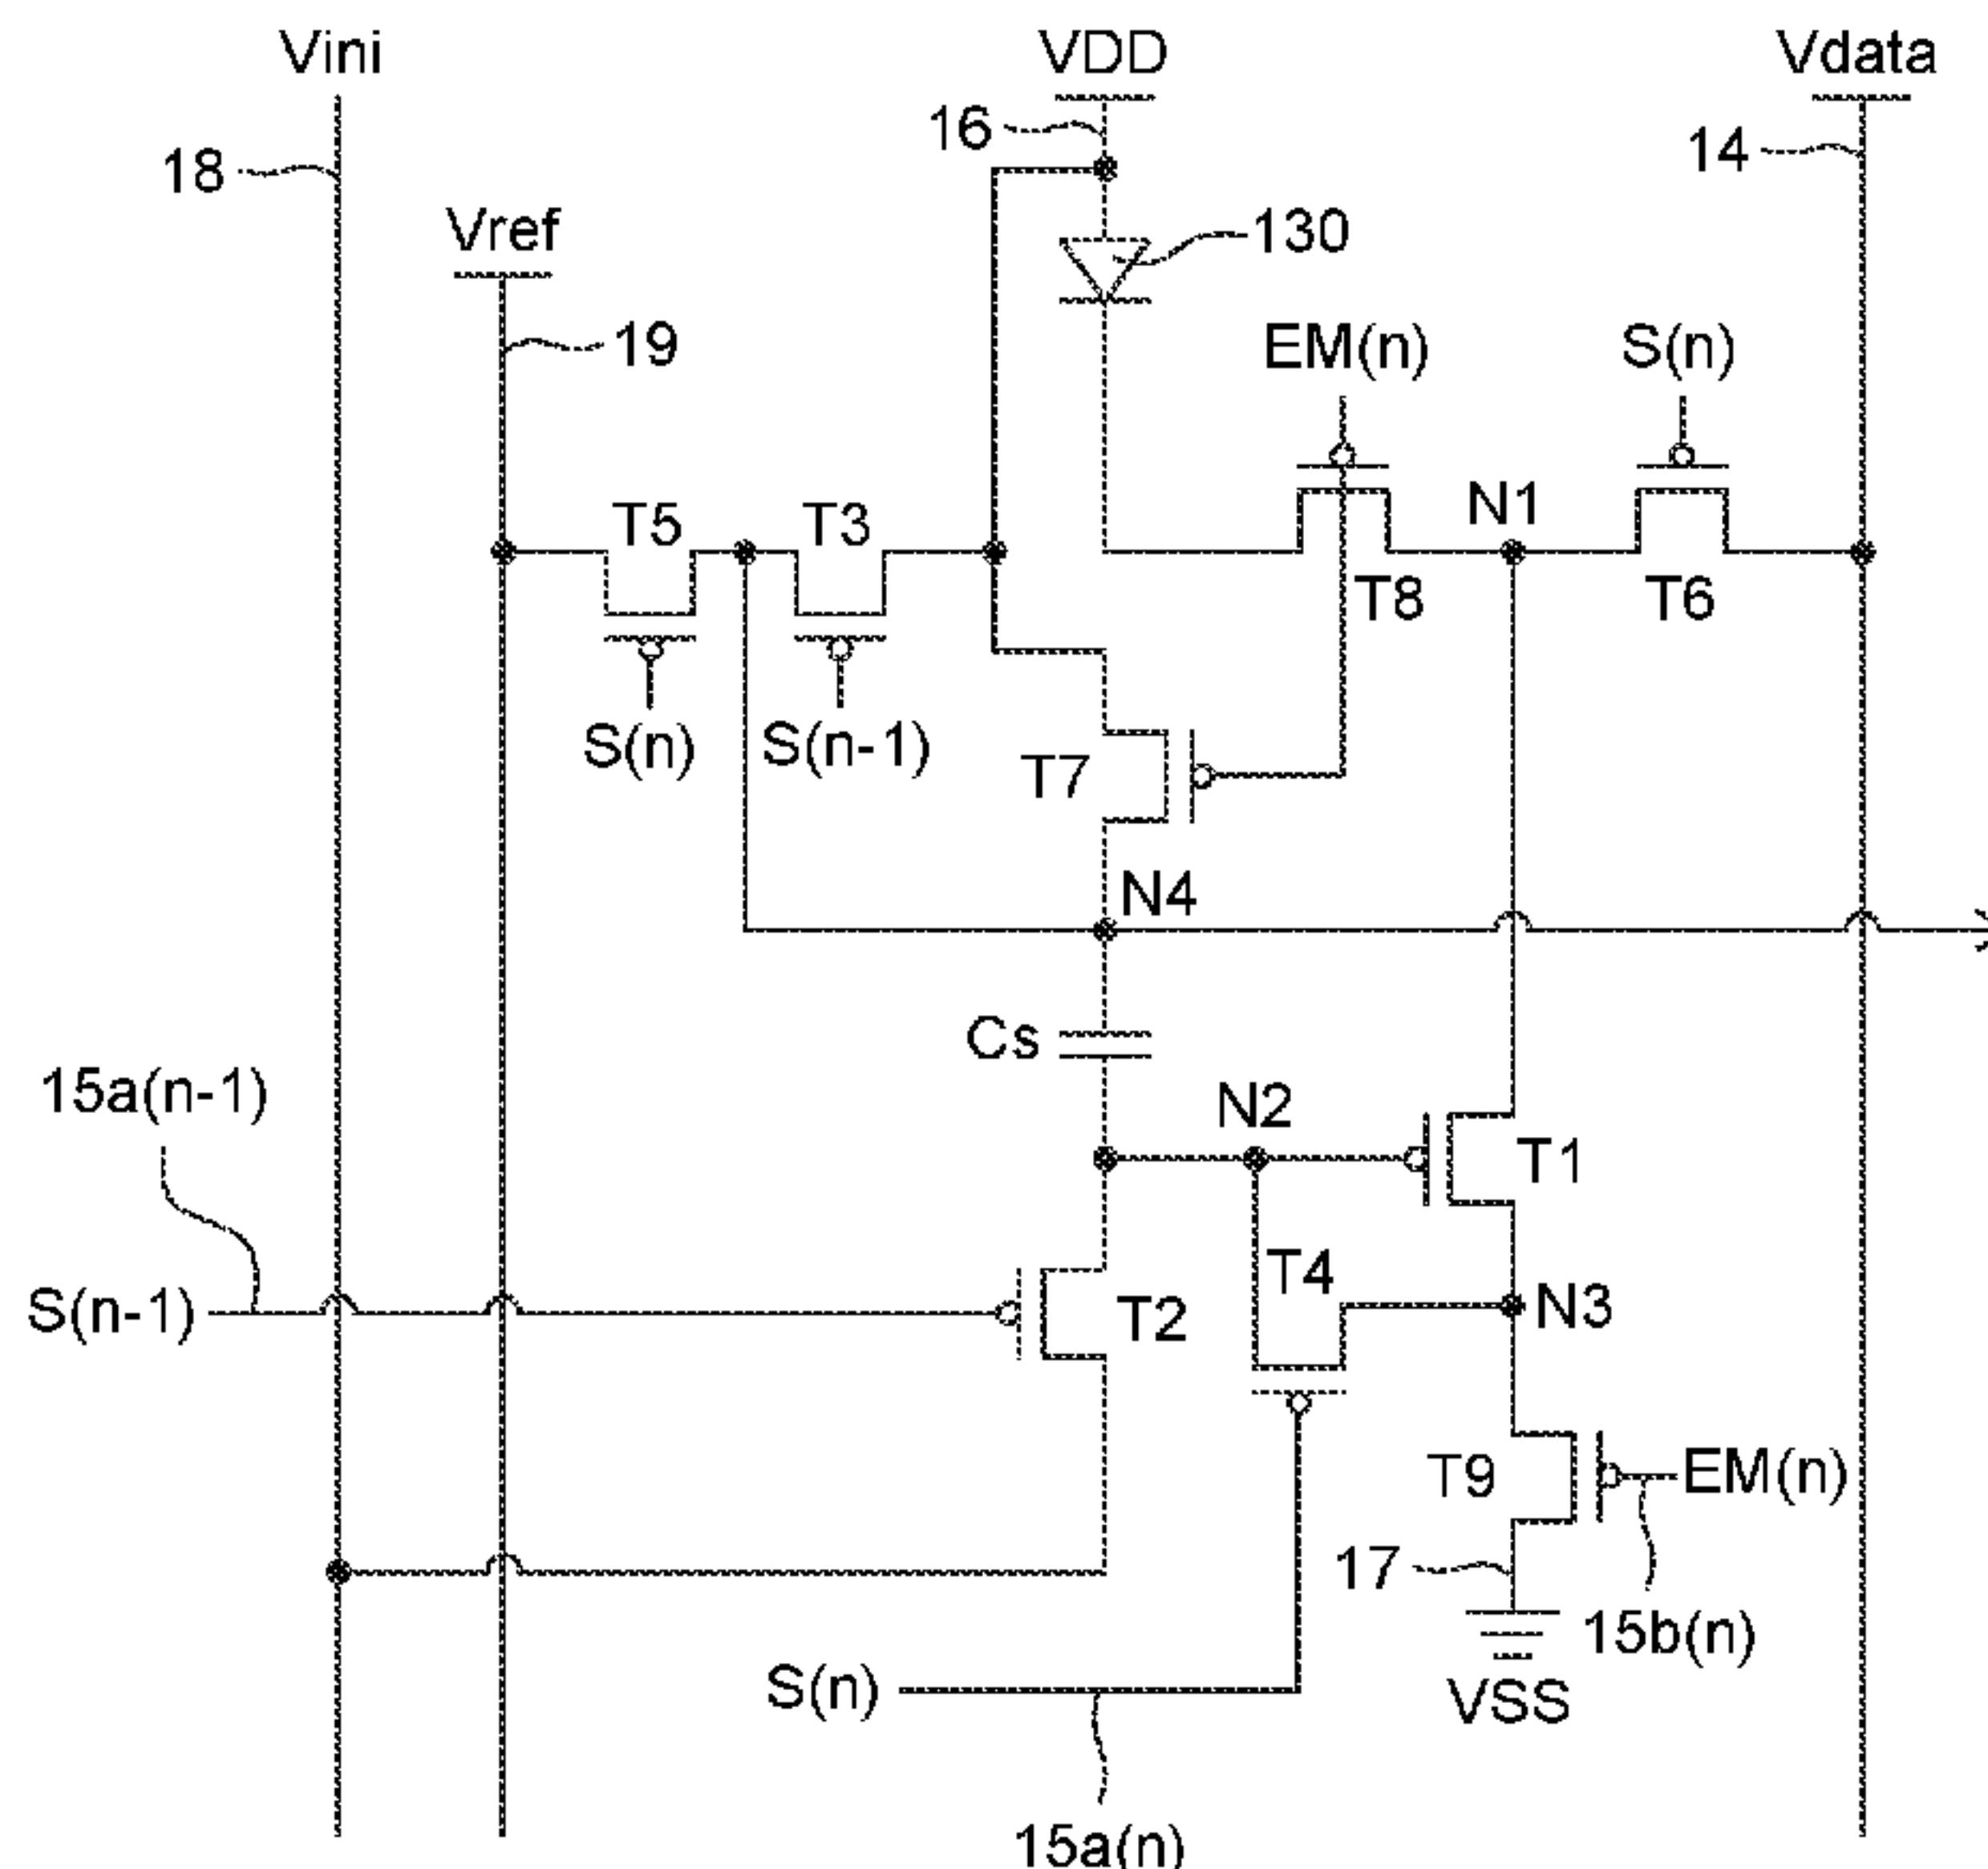 Vini
VDD
Vdata
16
14
18
Vref
130
19
EM(n)
S(n)
T5
T3
N1
T8
T6
S(n)
S(n-1)
T7
N4
Cs
15a(n-1)
N2
T1
T4
S(n-1)
T2
N3
T9
EM(n)
17
15b(n)
S(n)
VSS
15a(n)